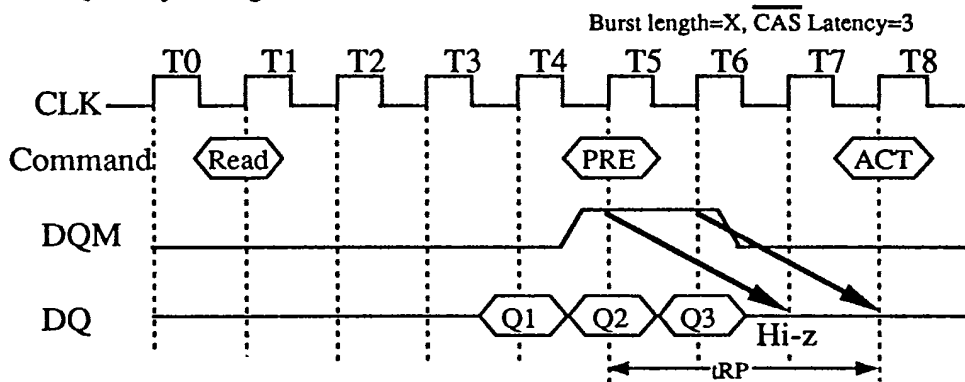 Burst length=X, CAS Latency=3
T0 T1 T2 T3 T4 T5 T6 T7 T8
CLK
Command Read PRE ACT
DQM
DQ Q1 Q2 Q3
Hi-z
tRP